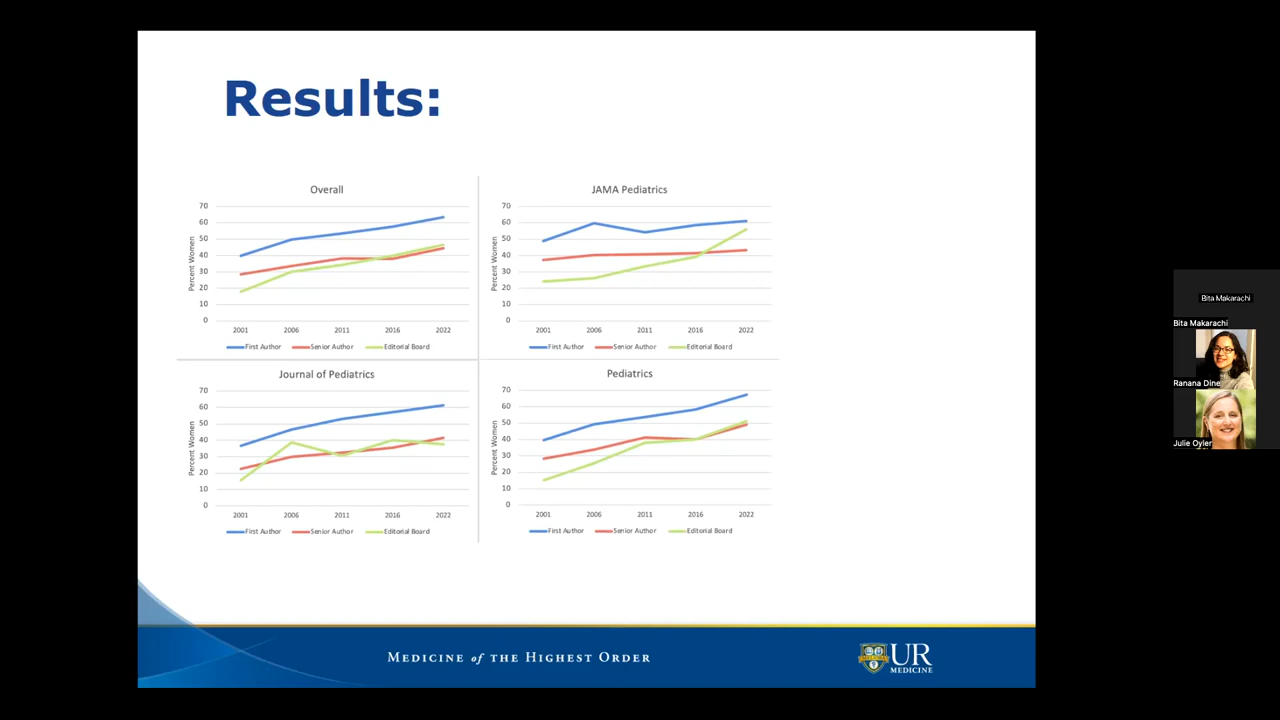 Results:
Overall
70
60
50
40
30
20
10
0
Percent Women
2001 2006 2011 2016 2022
First Author Senior Author Editorial Board
JAMA Pediatrics
70
60
50
40
30
20
10
0
Percent Women
2001 2006 2011 2016 2022
First Author Senior Author Editorial Board
Journal of Pediatrics
70
60
50
40
30
20
10
0
Percent Women
2001 2006 2011 2016 2022
First Author Senior Author Editorial Board
Pediatrics
70
60
50
40
30
20
10
0
Percent Women
2001 2006 2011 2016 2022
First Author Senior Author Editorial Board
MEDICINE of THE HIGHEST ORDER
UR
MEDICINE
Bita Makarachi
Bita Makarachi
Ranana Dine
Julie Oyler